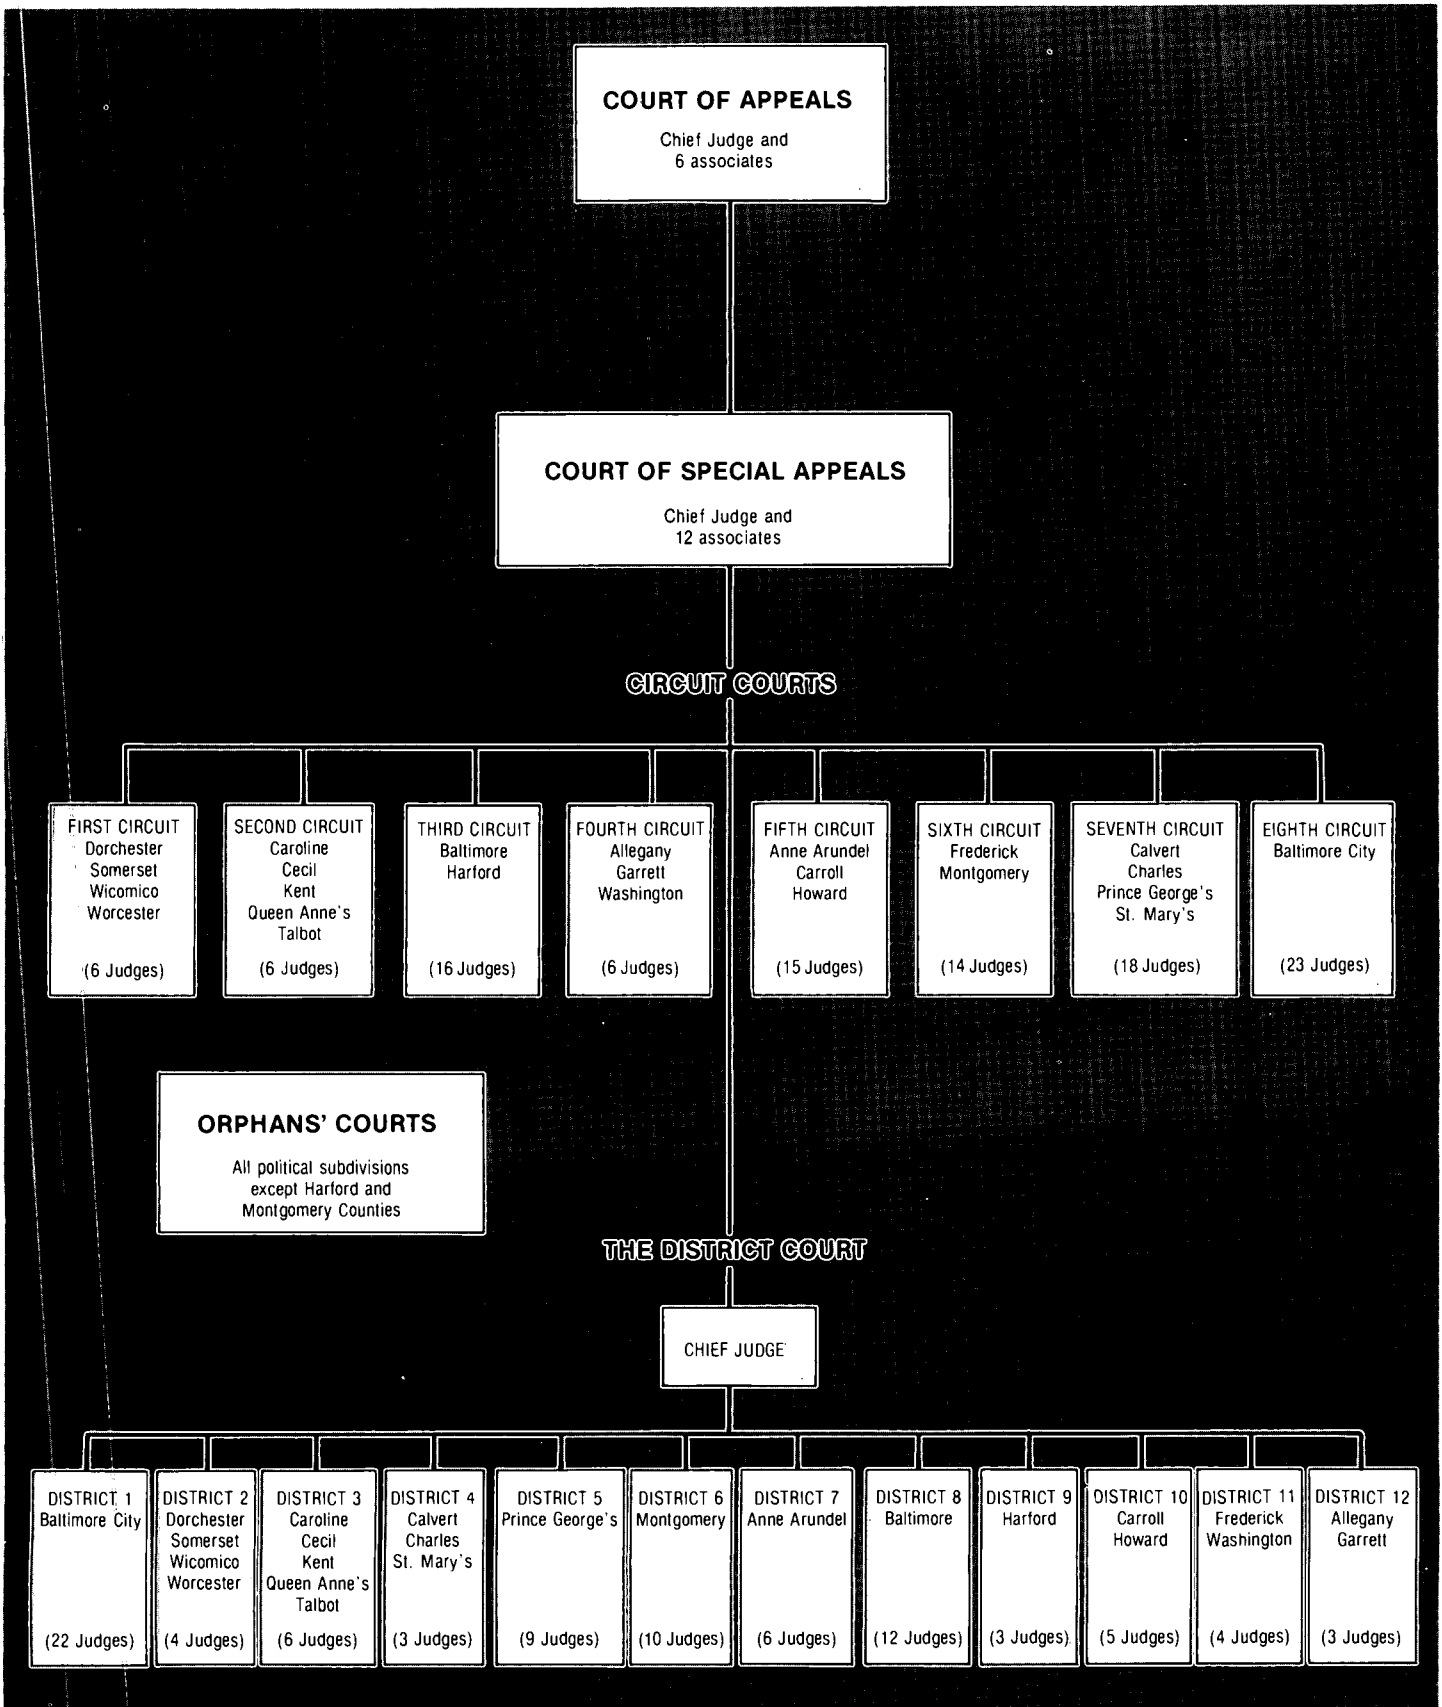 COURT OF APPEALS
Chief Judge and
6 associates
COURT OF SPECIAL APPEALS
Chief Judge and
12 associates
CIRCUIT COURTS
FIRST CIRCUIT
Dorchester
Somerset
Wicomico
Worcester
(6 Judges)
SECOND CIRCUIT
Caroline
Cecil
Kent
Queen Anne's
Talbot
(6 Judges)
THIRD CIRCUIT
Baltimore
Harford
(16 Judges)
FOURTH CIRCUIT
Allegany
Garrett
Washington
(6 Judges)
FIFTH CIRCUIT
Anne Arundel
Carroll
Howard
(15 Judges)
SIXTH CIRCUIT
Frederick
Montgomery
(14 Judges)
SEVENTH CIRCUIT
Calvert
Charles
Prince George's
St. Mary's
(18 Judges)
EIGHTH CIRCUIT
Baltimore City
(23 Judges)
ORPHANS' COURTS
All political subdivisions
except Harford and
Montgomery Counties
THE DISTRICT COURT
CHIEF JUDGE
DISTRICT 1
Baltimore City
(22 Judges)
DISTRICT 2
Dorchester
Somerset
Wicomico
Worcester
(4 Judges)
DISTRICT 3
Caroline
Cecil
Kent
Queen Anne's
Talbot
(6 Judges)
DISTRICT 4
Calvert
Charles
St. Mary's
(3 Judges)
DISTRICT 5
Prince George's
(9 Judges)
DISTRICT 6
Montgomery
(10 Judges)
DISTRICT 7
Anne Arundel
(6 Judges)
DISTRICT 8
Baltimore
(12 Judges)
DISTRICT 9
Harford
(3 Judges)
DISTRICT 10
Carroll
Howard
(5 Judges)
DISTRICT 11
Frederick
Washington
(4 Judges)
DISTRICT 12
Allegany
Garrett
(3 Judges)